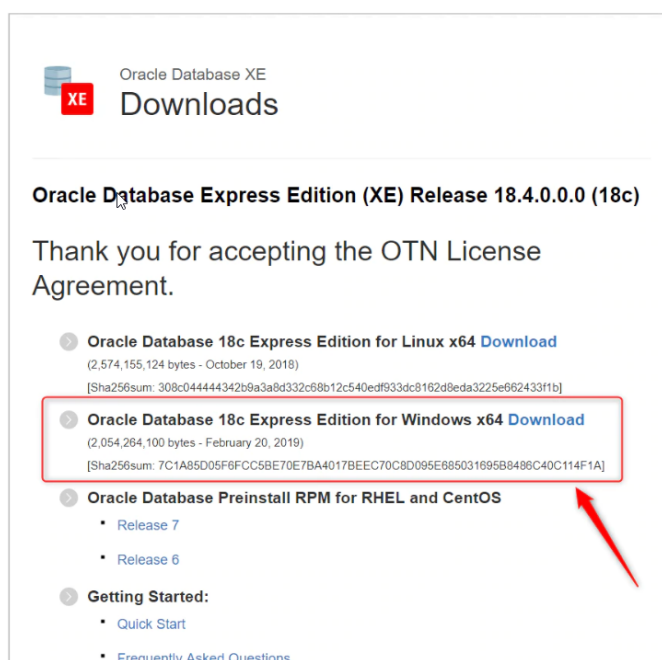 Oracle Database XE
XE
Downloads
Oracle Database Express Edition (XE) Release 18.4.0.0.0 (18c)
Thank you for accepting the OTN License
Agreement.
Oracle Database 18c Express Edition for Linux x64 Download
(2,574,155,124 bytes - October 19, 2018)
[Sha256sum: 308c044444342b9a3a8d332c68b12c540edf933dc8162d8eda3225e662433f1b]
Oracle Database 18c Express Edition for Windows x64 Download
(2,054,264,100 bytes - February 20, 2019)
[Sha256sum: 7C1A85D05F6FCC5BE70E7BA4017BEEC70C8D095E685031695B8486C40C114F1A]
Oracle Database Preinstall RPM for RHEL and CentOS
Release 7
Release 6
Getting Started:
Quick Start
Frequently Asked Questions